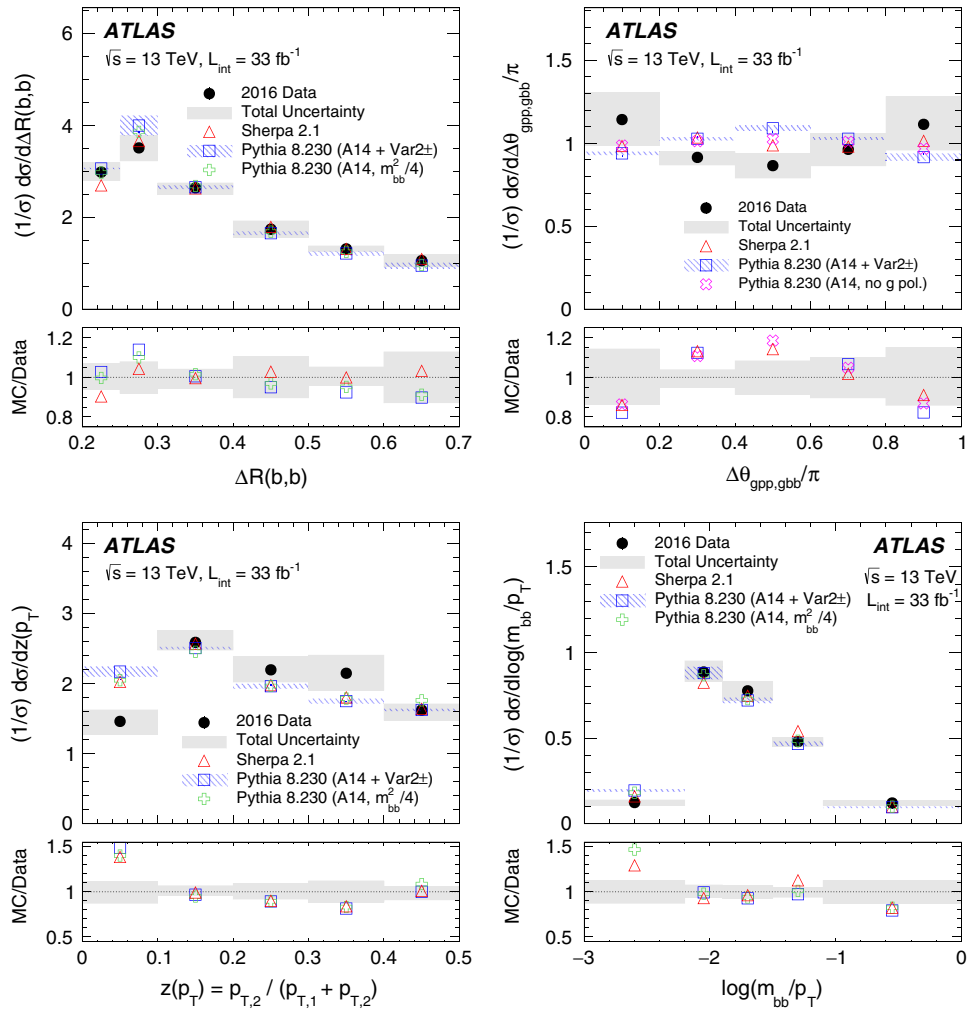 ATLAS
√s = 13 TeV, L_int = 33 fb⁻¹
2016 Data
Total Uncertainty
Sherpa 2.1
Pythia 8.230 (A14 + Var2±)
Pythia 8.230 (A14, m²_bb/4)
(1/σ) dσ/dΔR(b,b)
6
4
2
0
MC/Data
1.2
1
0.8
0.2 0.3 0.4 0.5 0.6 0.7
ΔR(b,b)
ATLAS
√s = 13 TeV, L_int = 33 fb⁻¹
(1/σ) dσ/dΔθ_gpp,gbb/π
1.5
1
0.5
0
2016 Data
Total Uncertainty
Sherpa 2.1
Pythia 8.230 (A14 + Var2±)
Pythia 8.230 (A14, no g pol.)
MC/Data
1.2
1
0.8
0 0.2 0.4 0.6 0.8 1
Δθ_gpp,gbb/π
ATLAS
√s = 13 TeV, L_int = 33 fb⁻¹
(1/σ) dσ/dz(p_T)
4
3
2
1
0
2016 Data
Total Uncertainty
Sherpa 2.1
Pythia 8.230 (A14 + Var2±)
Pythia 8.230 (A14, m²_bb/4)
MC/Data
1.5
1
0.5
0 0.1 0.2 0.3 0.4 0.5
z(p_T) = p_T,2 / (p_T,1 + p_T,2)
2016 Data
Total Uncertainty
Sherpa 2.1
Pythia 8.230 (A14 + Var2±)
Pythia 8.230 (A14, m²_bb/4)
ATLAS
√s = 13 TeV
L_int = 33 fb⁻¹
(1/σ) dσ/dlog(m_bb/p_T)
1.5
1
0.5
0
MC/Data
1.5
1
0.5
−3 −2 −1 0
log(m_bb/p_T)